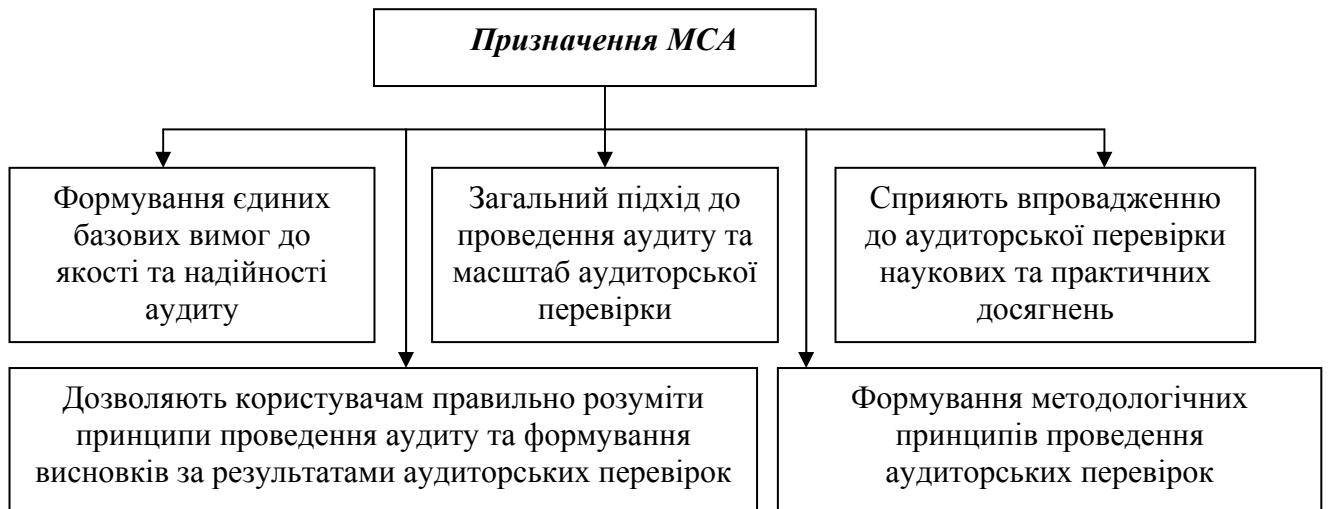 Призначення МСА
Формування єдиних
базових вимог до
якості та надійності
аудиту
Загальний підхід до
проведення аудиту та
масштаб аудиторської
перевірки
Сприяють впровадженню
до аудиторської перевірки
наукових та практичних
досягнень
Дозволяють користувачам правильно розуміти
принципи проведення аудиту та формування
висновків за результатами аудиторських перевірок
Формування методологічних
принципів проведення
аудиторських перевірок